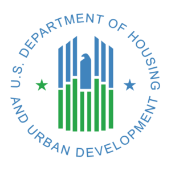 U.S. DEPARTMENT OF HOUSING
AND URBAN DEVELOPMENT